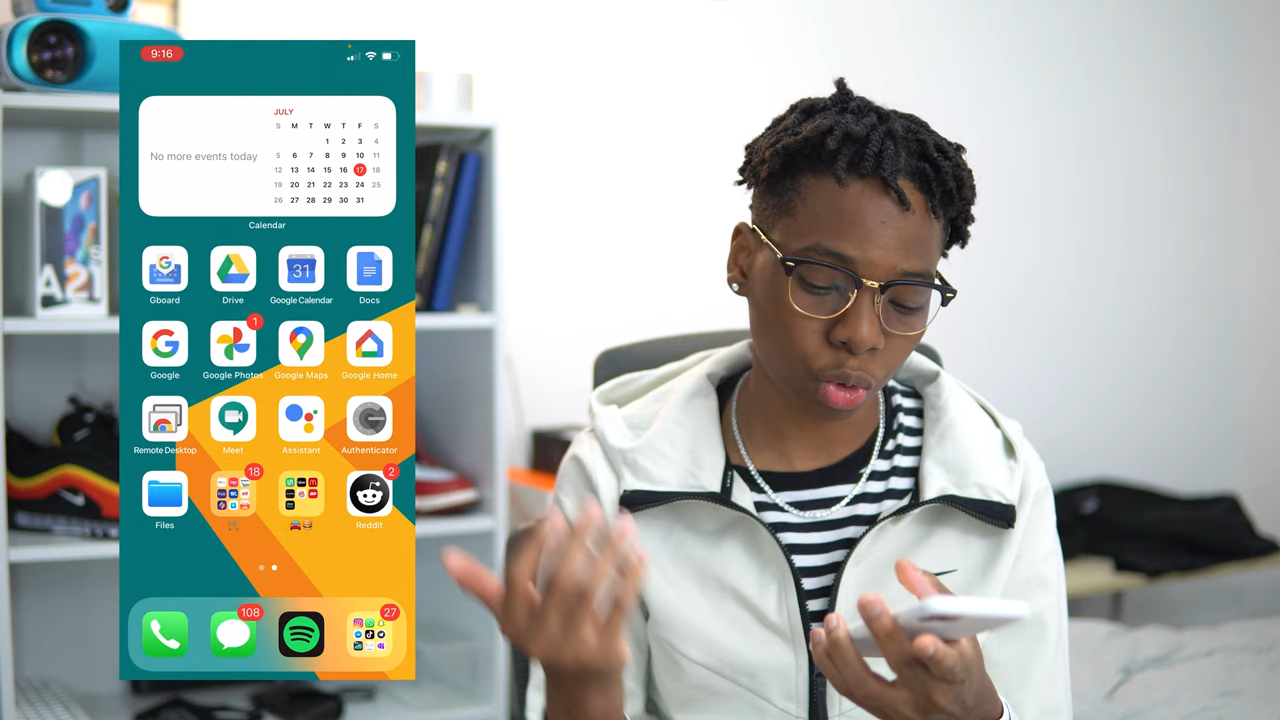 9:16
JULY
S M T W T F S
1 2 3 4
No more events today
5 6 7 8 9 10 11
12 13 14 15 16 17 18
19 20 21 22 23 24 25
26 27 28 29 30 31
Calendar
31
Gboard Drive Google Calendar Docs
1
Google Google Photos Google Maps Google Home
Remote Desktop Meet Assistant Authenticator
18 2
Files Reddit
108 27
A21s